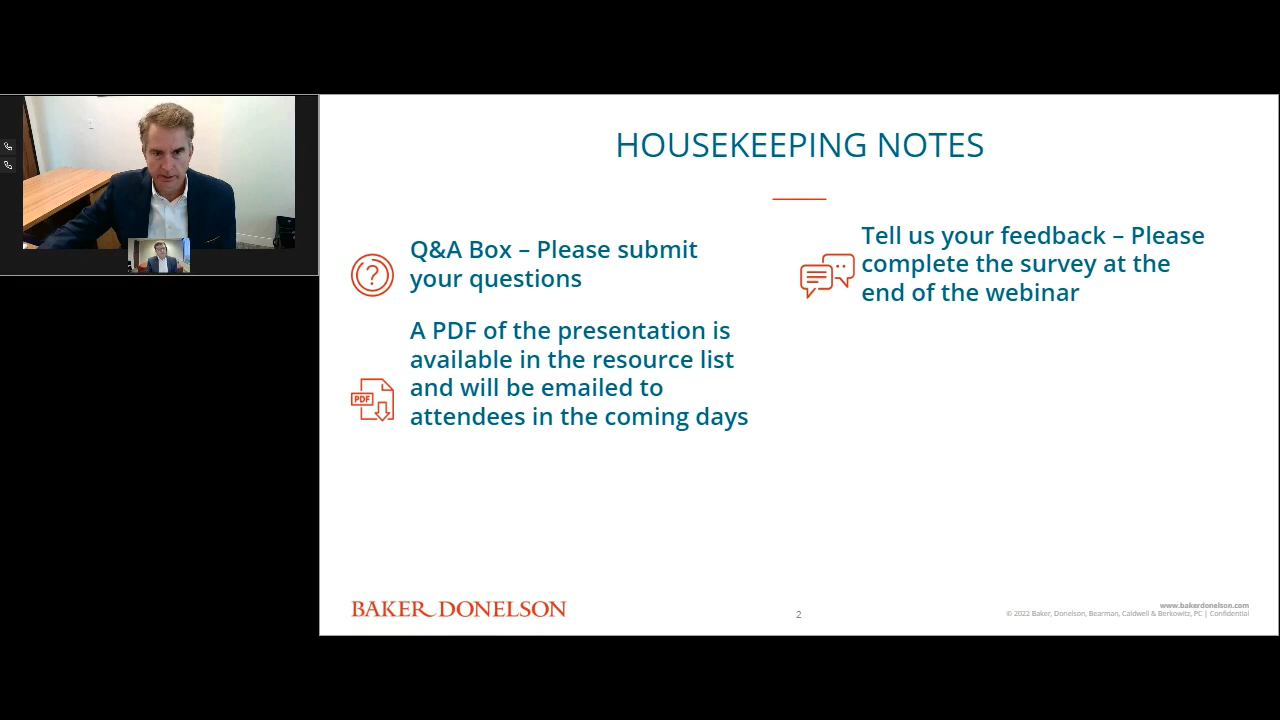 HOUSEKEEPING NOTES
Q&A Box – Please submit
your questions
PDF
A PDF of the presentation is
available in the resource list
and will be emailed to
attendees in the coming days
Tell us your feedback – Please
complete the survey at the
end of the webinar
BAKER DONELSON
2
www.bakerdonelson.com
© 2022 Baker, Donelson, Bearman, Caldwell & Berkowitz, PC | Confidential